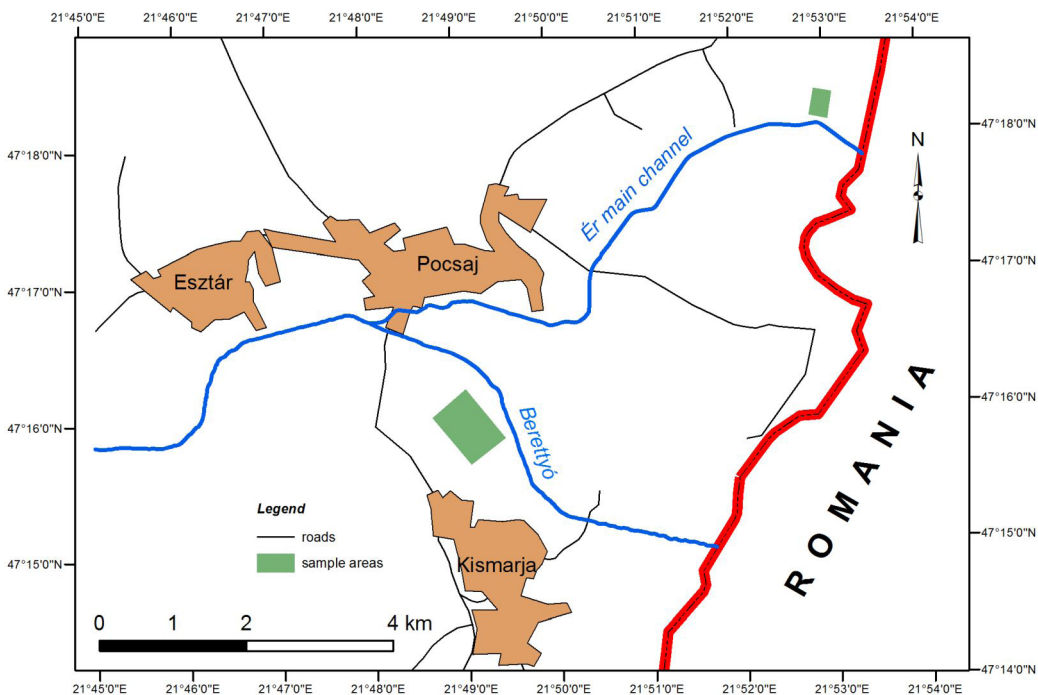 21°45'0"E 21°46'0"E 21°47'0"E 21°48'0"E 21°49'0"E 21°50'0"E 21°51'0"E 21°52'0"E 21°53'0"E 21°54'0"E
47°18'0"N
47°18'0"N
N
Ér main channel
Pocsaj
Esztár
47°17'0"N
47°17'0"N
47°16'0"N
47°16'0"N
Berettyó
ROMANIA
Legend
roads
sample areas
47°15'0"N
47°15'0"N
Kismarja
0 1 2 4 km
47°14'0"N
21°45'0"E 21°46'0"E 21°47'0"E 21°48'0"E 21°49'0"E 21°50'0"E 21°51'0"E 21°52'0"E 21°53'0"E 21°54'0"E